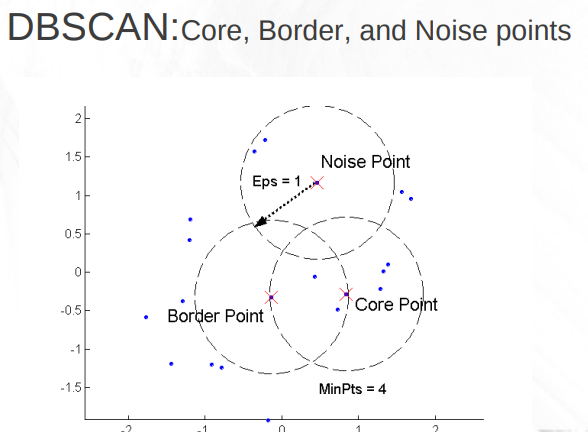 DBSCAN:Core, Border, and Noise points
2
1.5
Noise Point
Eps = 1
1
0.5
0
Core Point
-0.5
Border Point
-1
MinPts = 4
-1.5
-2 -1 0 1 2